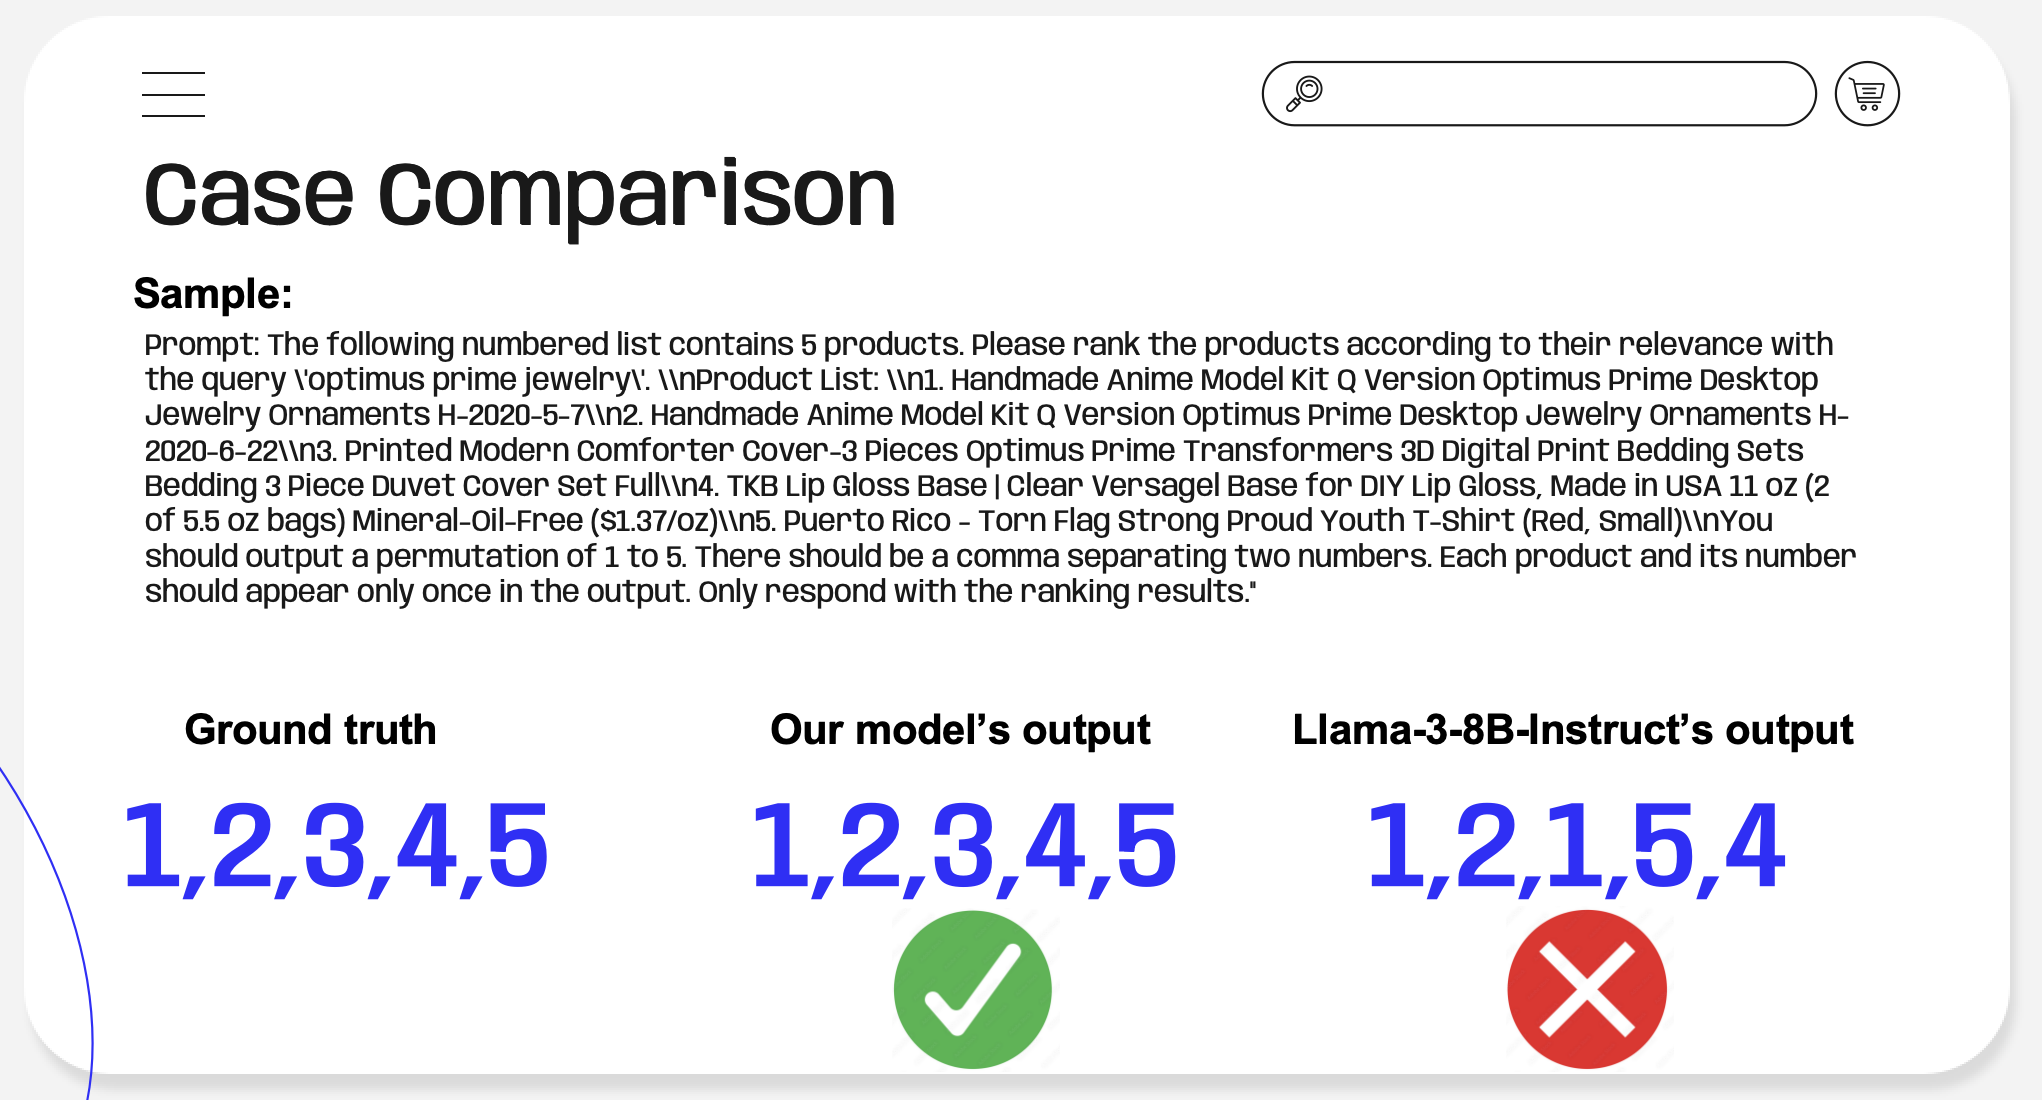 Case Comparison
Sample:
Prompt: The following numbered list contains 5 products. Please rank the products according to their relevance with
the query \'optimus prime jewelry\'. \\nProduct List: \\n1. Handmade Anime Model Kit Q Version Optimus Prime Desktop
Jewelry Ornaments H-2020-5-7\\n2. Handmade Anime Model Kit Q Version Optimus Prime Desktop Jewelry Ornaments H-
2020-6-22\\n3. Printed Modern Comforter Cover-3 Pieces Optimus Prime Transformers 3D Digital Print Bedding Sets
Bedding 3 Piece Duvet Cover Set Full\\n4. TKB Lip Gloss Base | Clear Versagel Base for DIY Lip Gloss, Made in USA 11 oz (2
of 5.5 oz bags) Mineral-Oil-Free ($1.37/oz)\\n5. Puerto Rico - Torn Flag Strong Proud Youth T-Shirt (Red, Small)\\nYou
should output a permutation of 1 to 5. There should be a comma separating two numbers. Each product and its number
should appear only once in the output. Only respond with the ranking results."
Ground truth
Our model’s output
Llama-3-8B-Instruct’s output
1,2,3,4,5
1,2,3,4,5
1,2,1,5,4